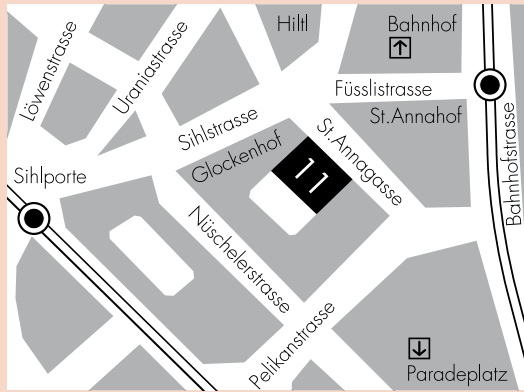 Hiltl
Bahnhof
Löwenstrasse
Uraniastrasse
Füsslistrasse
St.Annahof
Sihlstrasse
St.Annagasse
Bahnhofstrasse
Glockenhof
11
Sihlporte
Nüschelerstrasse
Pelikanstrasse
Paradeplatz